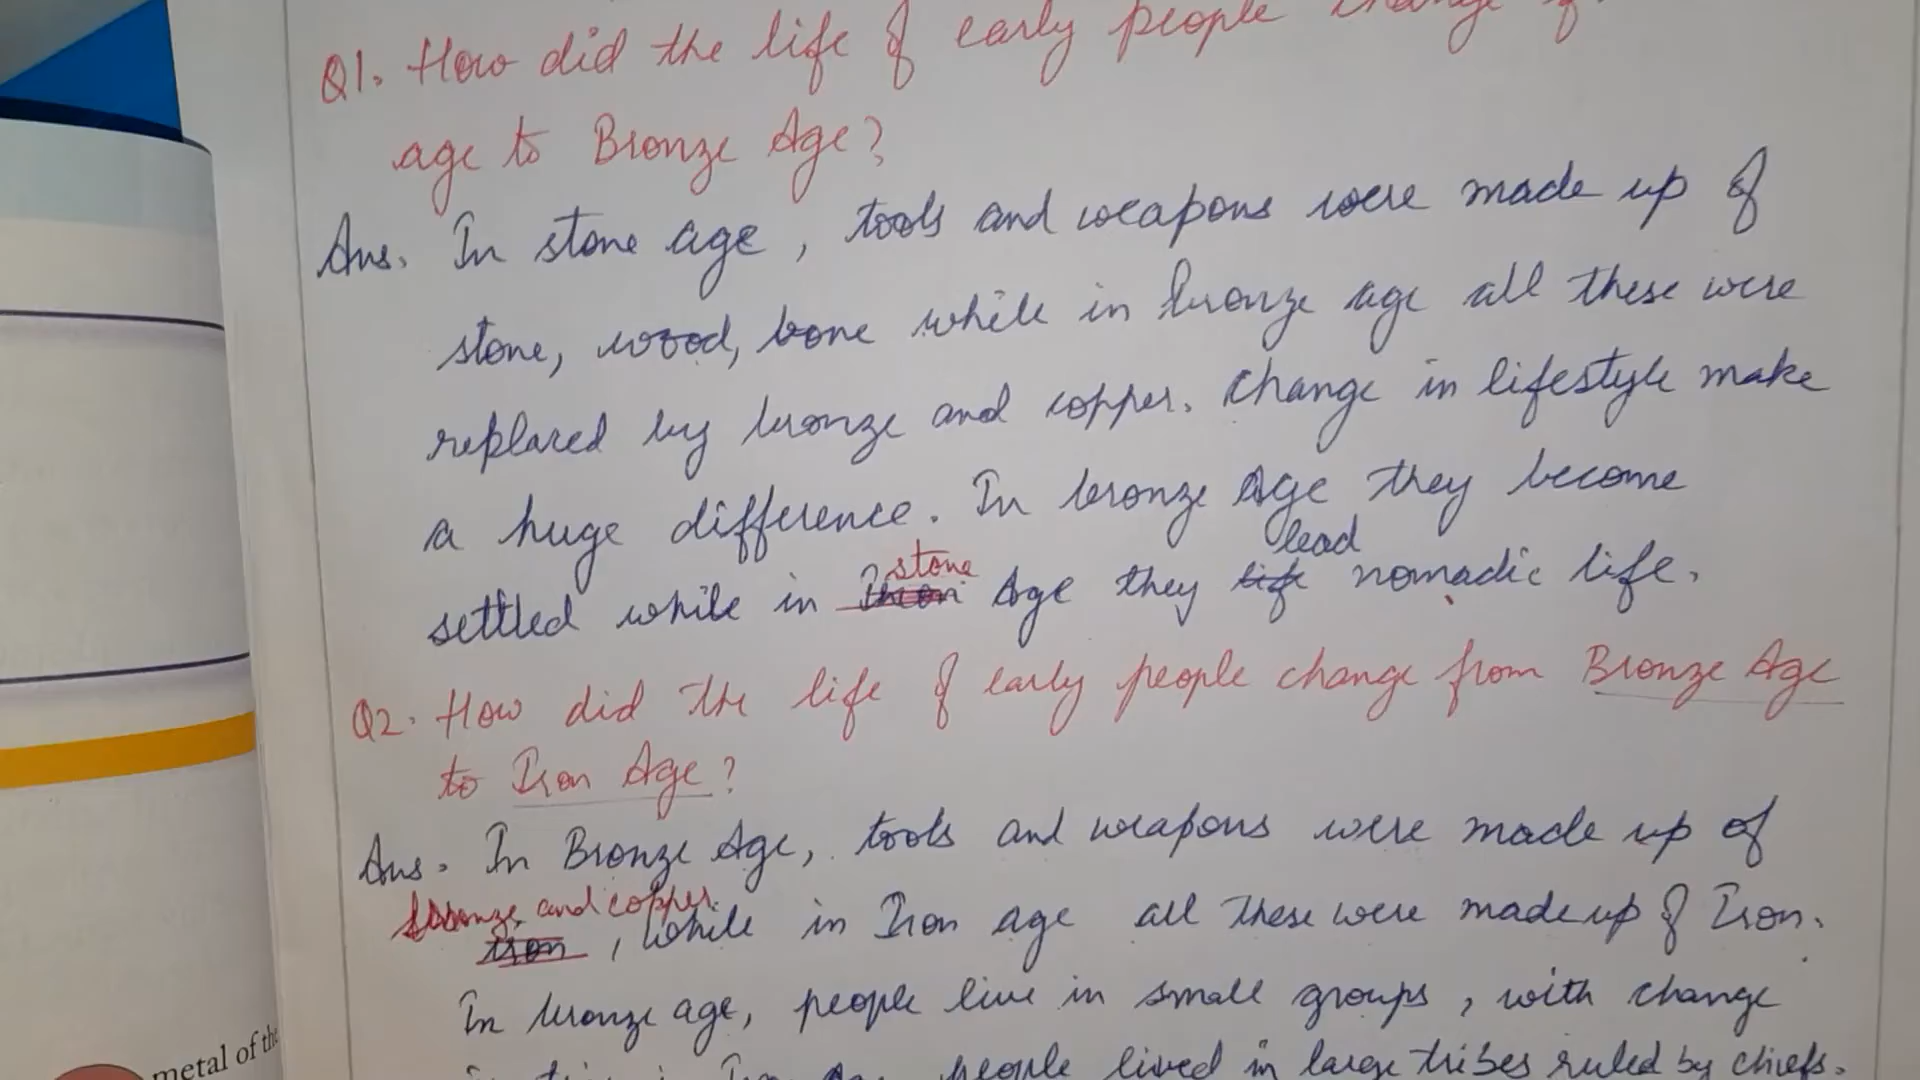 Q1. How did the life of early people change
age to Bronze Age?
Ans. In stone age, tools and weapons were made up of
stone, wood, bone while in bronze age all these were
replaced by bronze and copper. Change in lifestyle make
a huge difference. In bronze Age they become
settled while in Iron stone Age they life lead nomadic life.
Q2. How did the life of early people change from Bronze Age
to Iron Age?
Ans. In Bronze Age, tools and weapons were made up of
bronze and copper.
iron, while in Iron age all these were made up of Iron.
In bronze age, people live in small groups, with change
people lived in large tribes ruled by chiefs.
metal of the